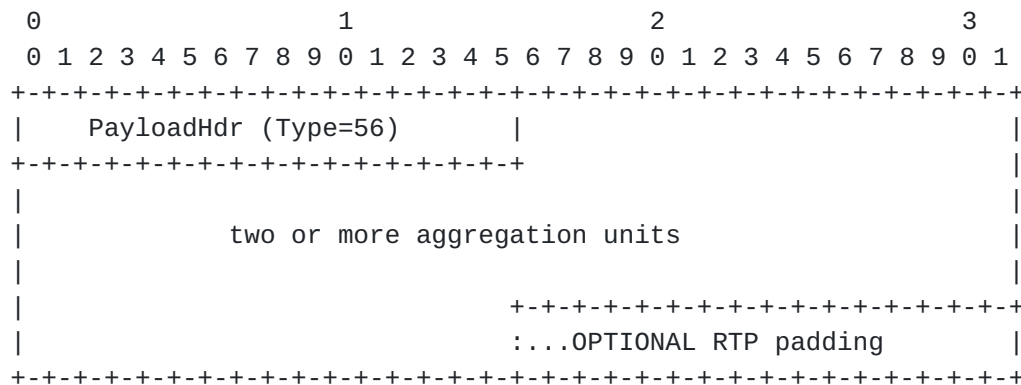 0                   1                   2                   3
 0 1 2 3 4 5 6 7 8 9 0 1 2 3 4 5 6 7 8 9 0 1 2 3 4 5 6 7 8 9 0 1
+-+-+-+-+-+-+-+-+-+-+-+-+-+-+-+-+-+-+-+-+-+-+-+-+-+-+-+-+-+-+-+-+
|    PayloadHdr (Type=56)       |                               |
+-+-+-+-+-+-+-+-+-+-+-+-+-+-+-+-+                               |
|                                                               |
|             two or more aggregation units                     |
|                                                               |
|                               +-+-+-+-+-+-+-+-+-+-+-+-+-+-+-+-+
|                               :...OPTIONAL RTP padding        |
+-+-+-+-+-+-+-+-+-+-+-+-+-+-+-+-+-+-+-+-+-+-+-+-+-+-+-+-+-+-+-+-+